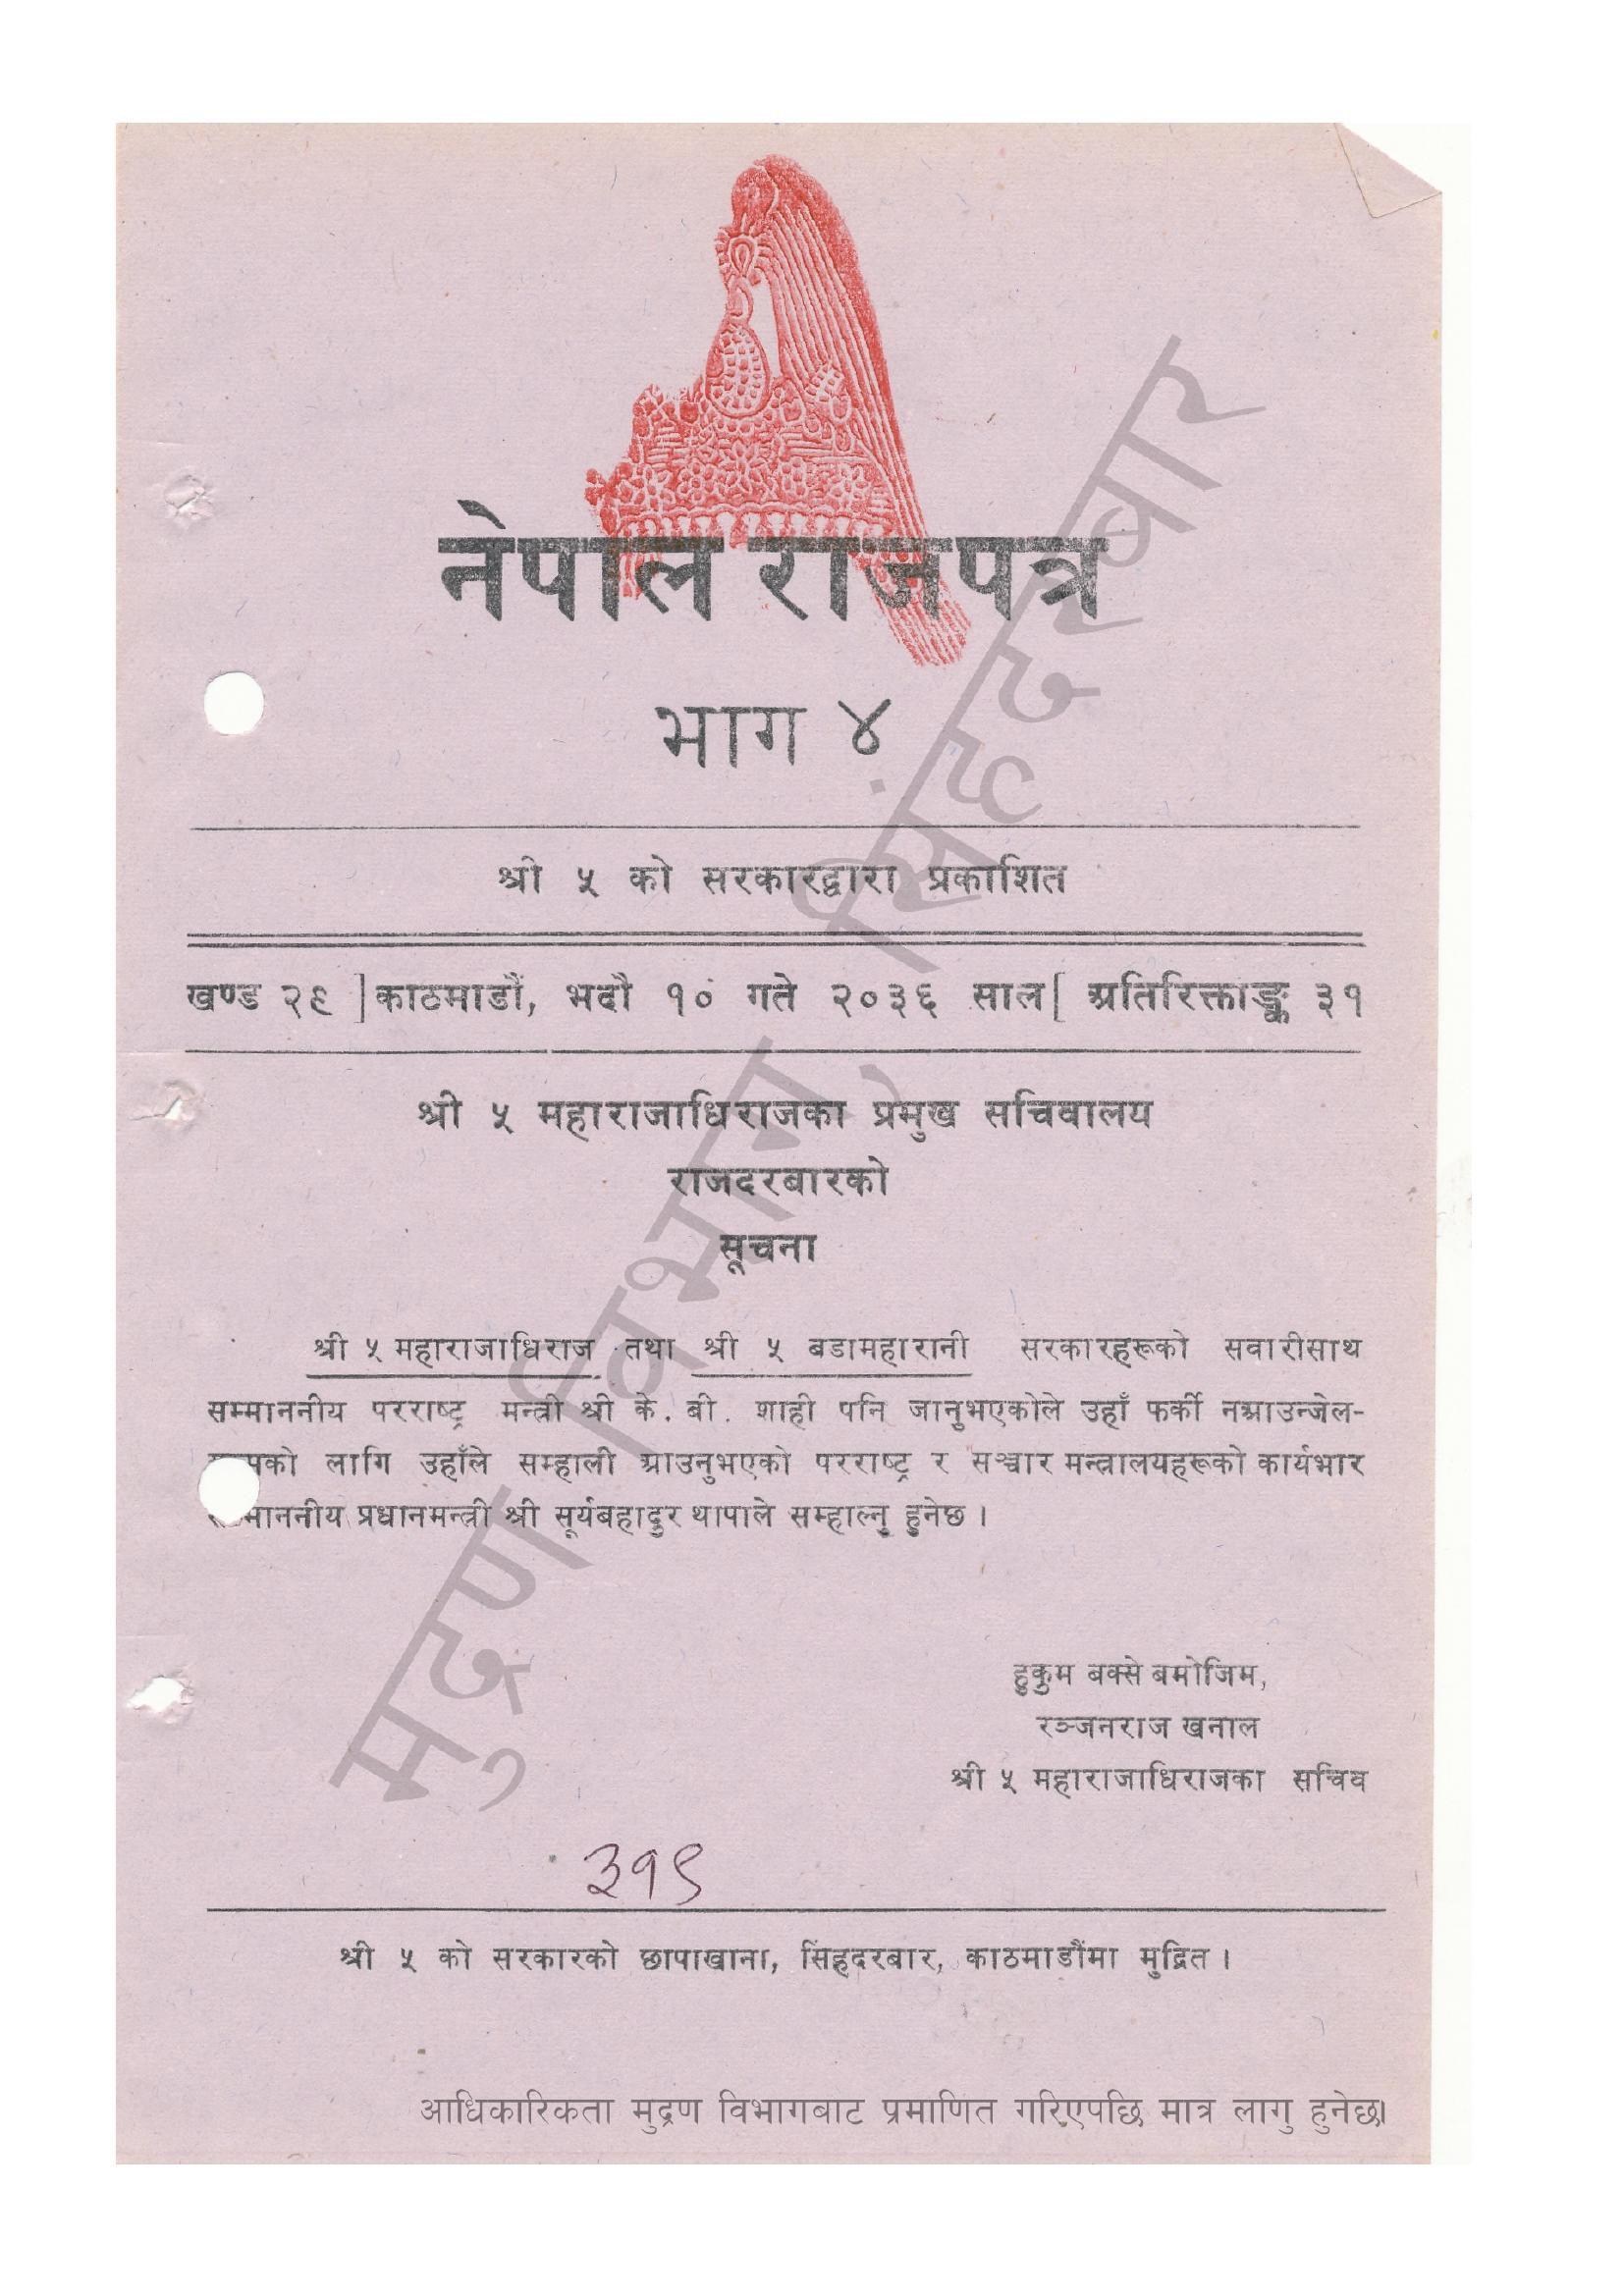 नेपाल राजपत्र
भाग ४
श्री ५ को सरकारद्वारा प्रकाशित
खण्ड २९ ] काठमाडौं, भदौ १० गते २०३६ साल [ अतिरिक्ताङ्क ३१
श्री ५ महाराजाधिराजका प्रमुख सचिवालय
राजदरबारको
सूचना
श्री ५ महाराजाधिराज तथा श्री ५ बडामहारानी सरकारहरूको सवारीसाथ
सम्माननीय परराष्ट्र मन्त्री श्री के. बी. शाही पनि जानुभएकोले उहाँ फर्की नआउन्जेल-
लागि उहाँले सम्हाली आउनुभएको परराष्ट्र र सञ्चार मन्त्रालयहरूको कार्यभार
प्रधानमन्त्री श्री सूर्यबहादुर थापाले सम्हाल्नु हुनेछ ।
हुकुम बक्से बमोजिम,
रञ्जनराज खनाल
श्री ५ महाराजाधिराजका सचिव
३१९
श्री ५ को सरकारको छापाखाना, सिंहदरबार, काठमाडौंमा मुद्रित ।
आधिकारिकता मुद्रण विभागबाट प्रमाणित गरिएपछि मात्र लागु हुनेछ।
मुद्रण विभाग, सिंहदरबार